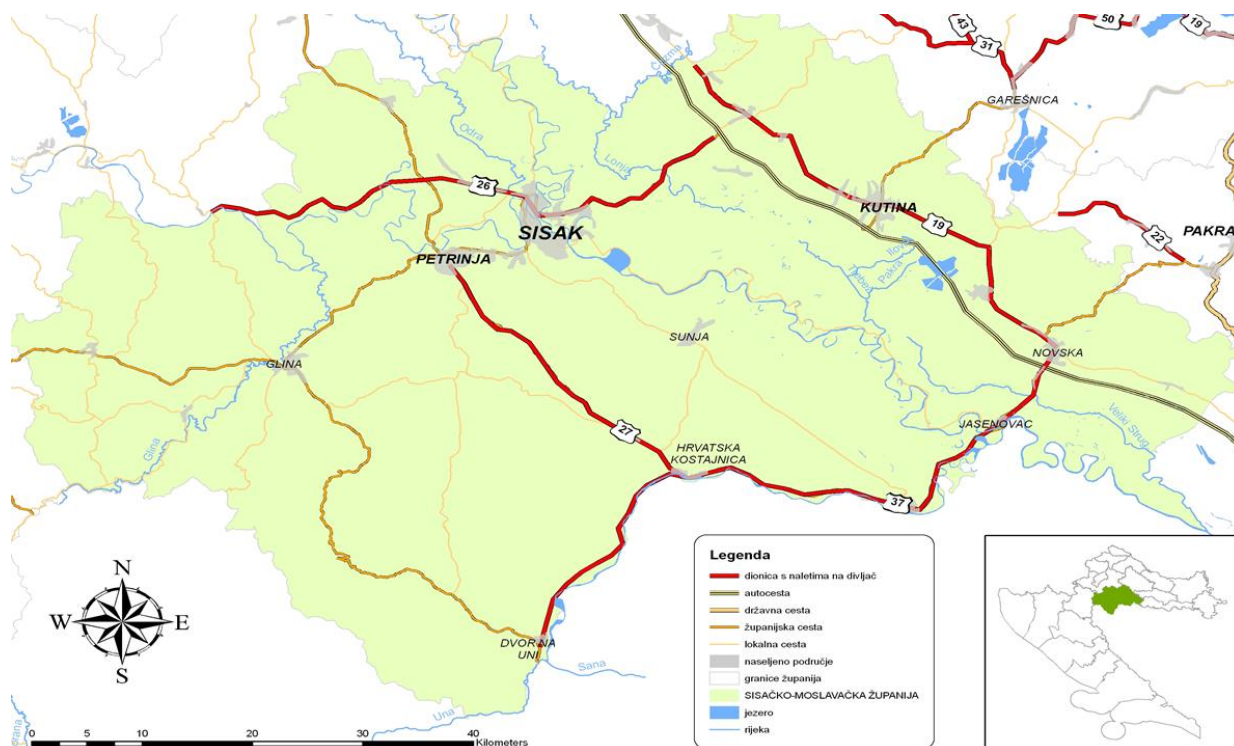 43
50
19
31
GAREŠNICA
Čazma
Odra
Lonja
26
SISAK
KUTINA
19
22
PAKRA
PETRINJA
Ilova
Pakra
SUNJA
NOVSKA
GLINA
JASENOVAC
Veliki Strug
Glina
27
HRVATSKA
KOSTAJNICA
37
DVOR NA
UNI
Sana
Una
N
W
E
S
0
5
10
20
30
40
Kilometers
Legenda
dionica s naletima na divljač
autocesta
državna cesta
županijska cesta
lokalna cesta
naseljeno područje
granice županija
SISAČKO-MOSLAVAČKA ŽUPANIJA
jezero
rijeka